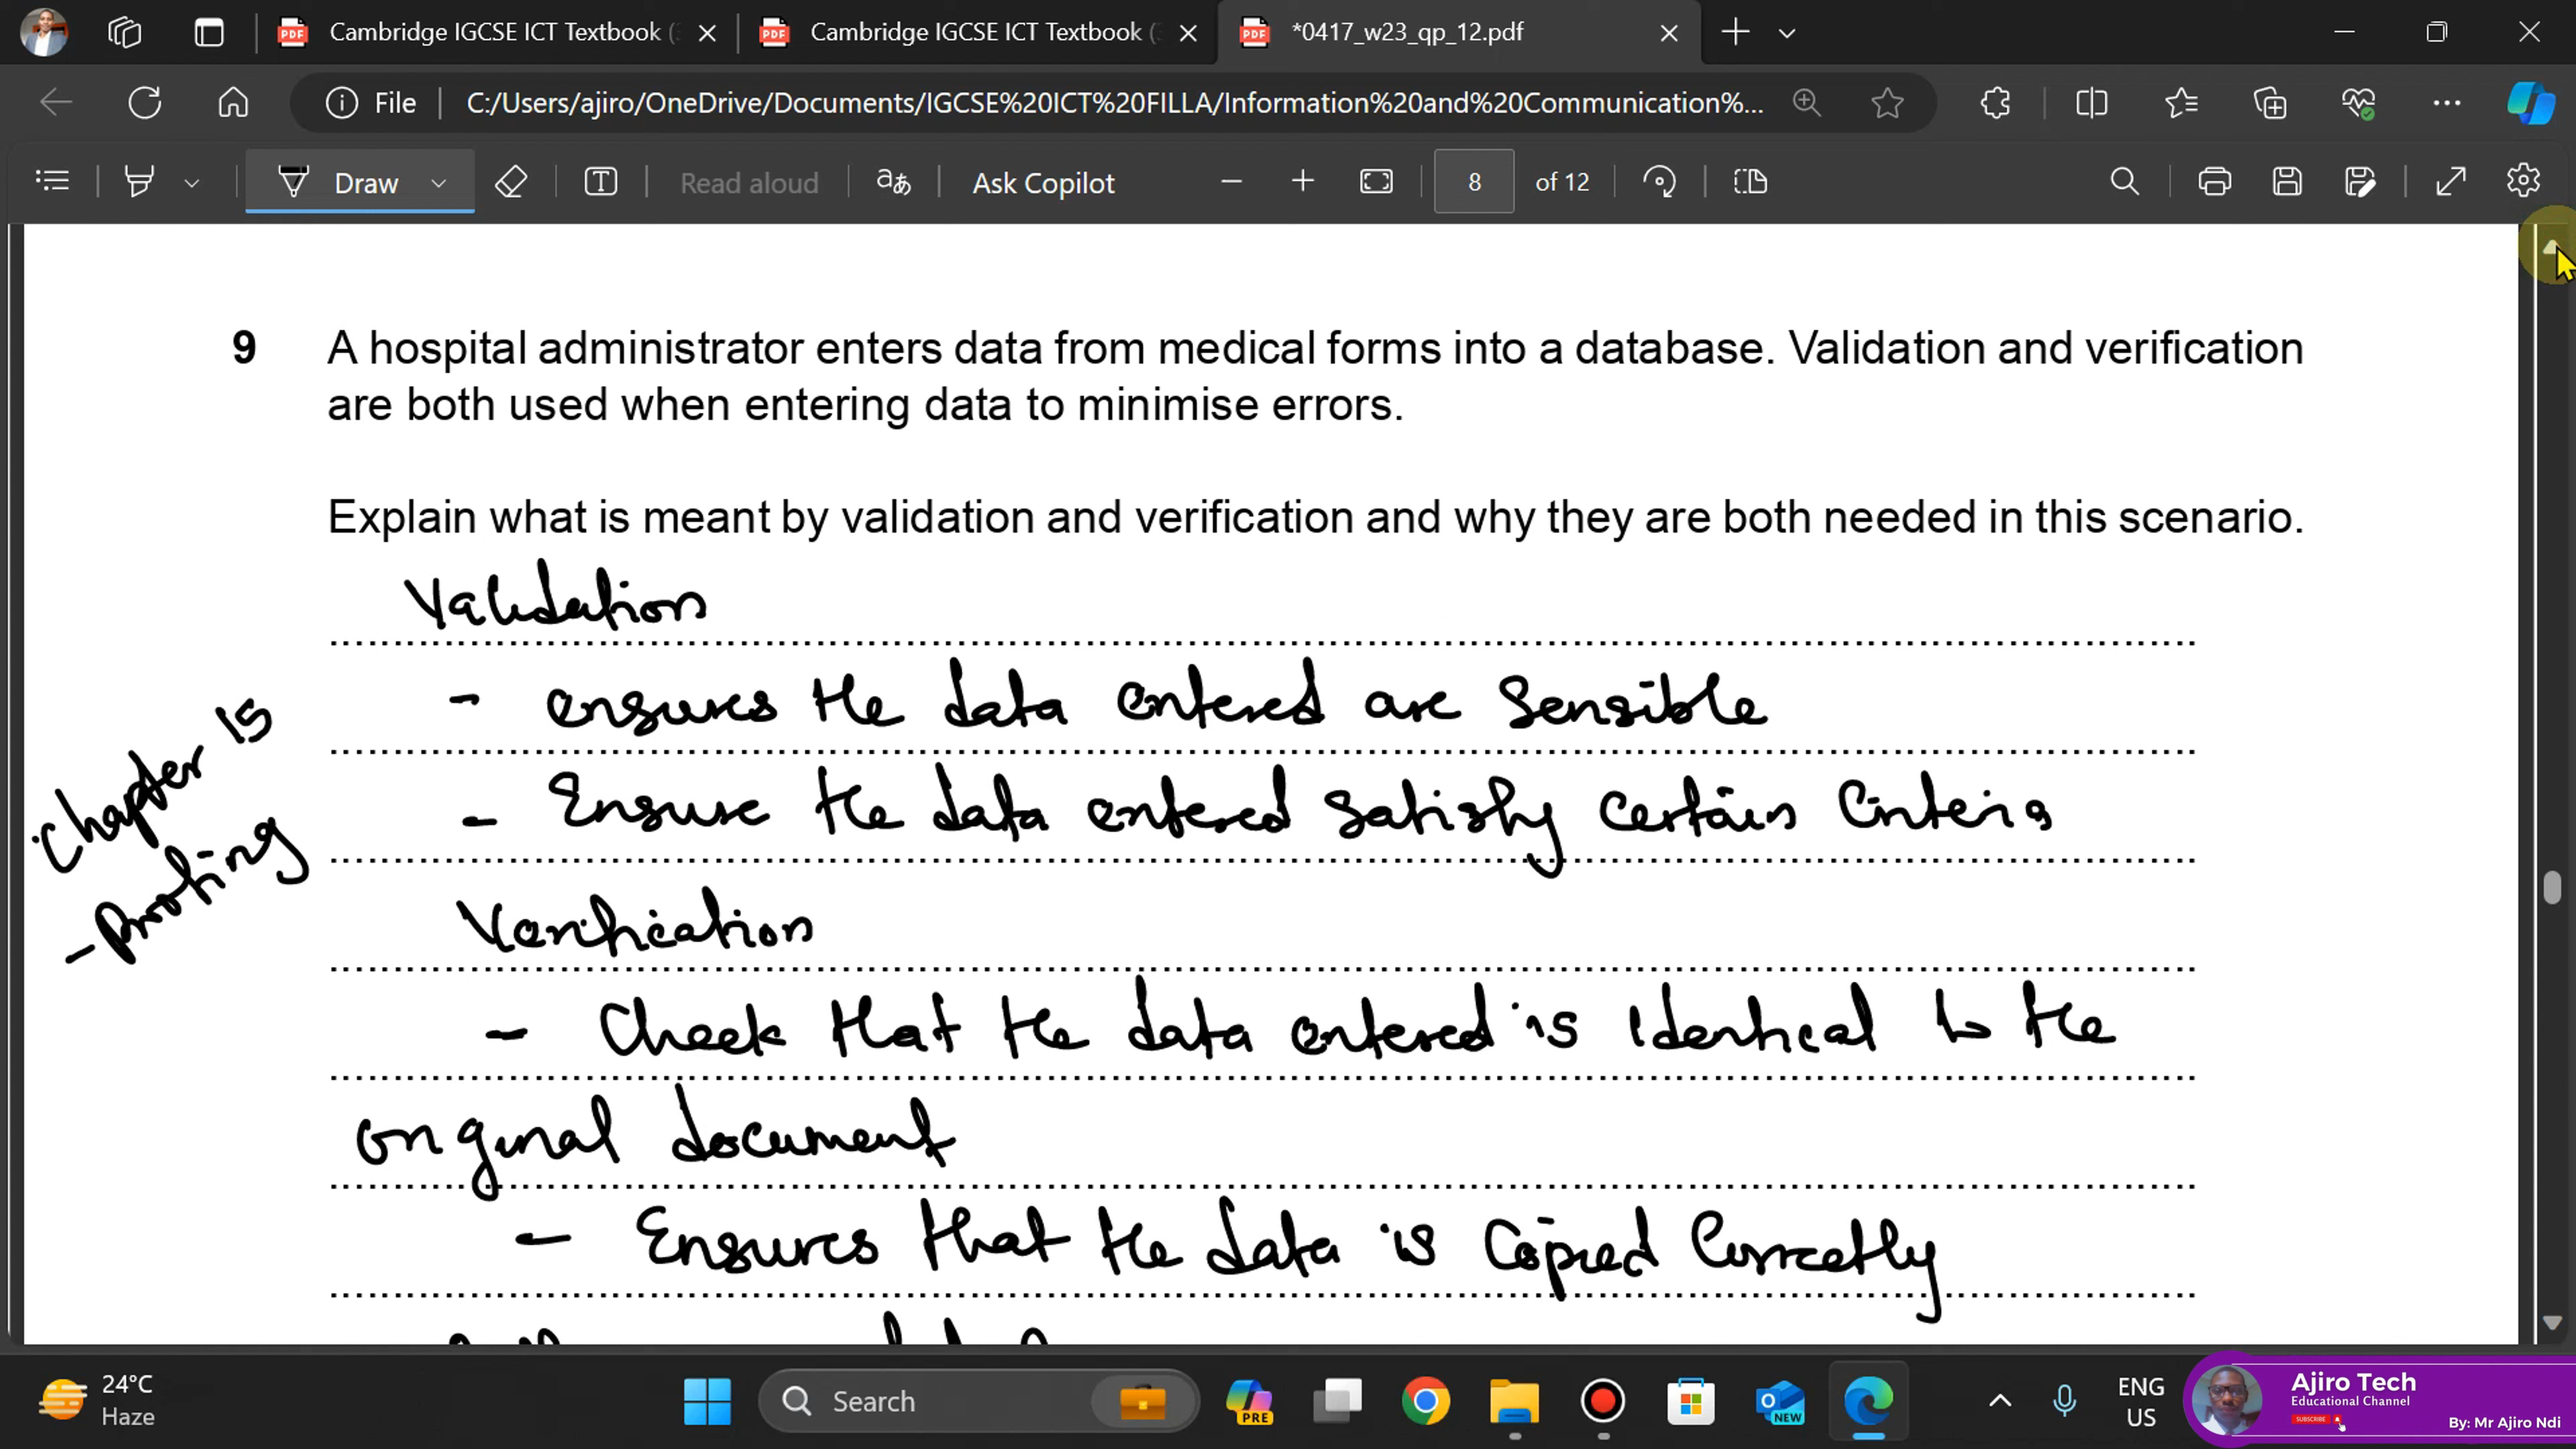 Cambridge IGCSE ICT Textbook (
Cambridge IGCSE ICT Textbook (
*0417_w23_qp_12.pdf
File
C:/Users/ajiro/OneDrive/Documents/IGCSE%20ICT%20FILLA/Information%20and%20Communication%...
Draw
Read aloud
Ask Copilot
8
of 12
9 A hospital administrator enters data from medical forms into a database. Validation and verification
are both used when entering data to minimise errors.
Explain what is meant by validation and verification and why they are both needed in this scenario.
Validation
- ensures the data entered are sensible
- Ensure the data entered satisfy certain Criteria
Chapter 15
- Proofing
Verification
- Check that the data entered is identical to the
original document
- Ensures that the data is copied Correctly
24°C
Haze
Search
PRE
NEW
ENG
US
Ajiro Tech
Educational Channel
SUBSCRIBE
By: Mr Ajiro Ndi